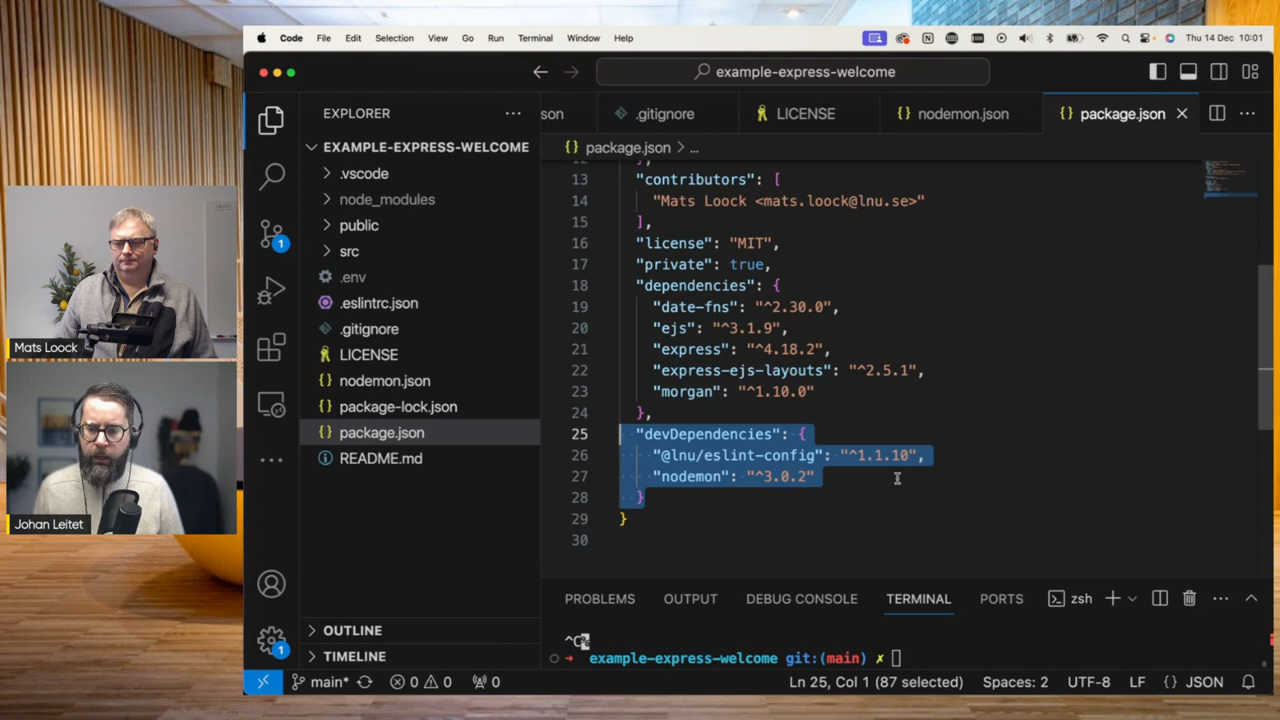 Code File Edit Selection View Go Run Terminal Window Help Thu 14 Dec 10:01
example-express-welcome
EXPLORER
son .gitignore LICENSE {} nodemon.json {} package.json
{} package.json > ...
EXAMPLE-EXPRESS-WELCOME
.vscode
node_modules
public
src
.env
.eslintrc.json
.gitignore
LICENSE
{} nodemon.json
{} package-lock.json
{} package.json
README.md
OUTLINE
TIMELINE
12 ],
13 "contributors": [
14 "Mats Loock <mats.loock@lnu.se>"
15 ],
16 "license": "MIT",
17 "private": true,
18 "dependencies": {
19 "date-fns": "^2.30.0",
20 "ejs": "^3.1.9",
21 "express": "^4.18.2",
22 "express-ejs-layouts": "^2.5.1",
23 "morgan": "^1.10.0"
24 },
25 "devDependencies": {
26 "@lnu/eslint-config": "^1.1.10",
27 "nodemon": "^3.0.2"
28 }
29 }
30
PROBLEMS OUTPUT DEBUG CONSOLE TERMINAL PORTS zsh
^C%
example-express-welcome git:(main) ✗
main* 0 0 0 Ln 25, Col 1 (87 selected) Spaces: 2 UTF-8 LF {} JSON
1
1
Mats Loock
Johan Leitet